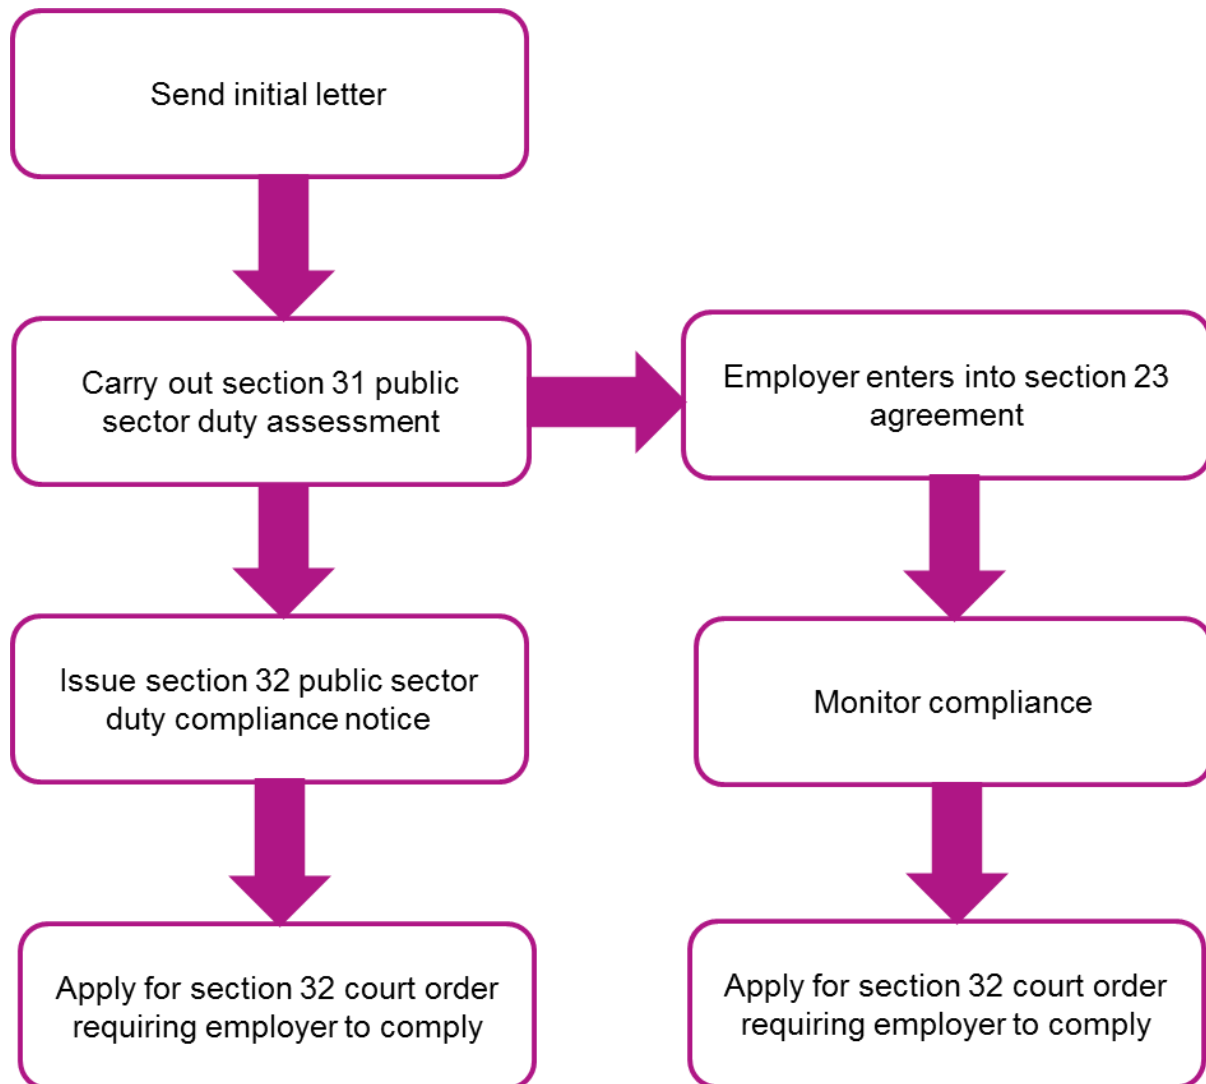 Send initial letter
Carry out section 31 public
sector duty assessment
Employer enters into section 23
agreement
Issue section 32 public sector
duty compliance notice
Monitor compliance
Apply for section 32 court order
requiring employer to comply
Apply for section 32 court order
requiring employer to comply